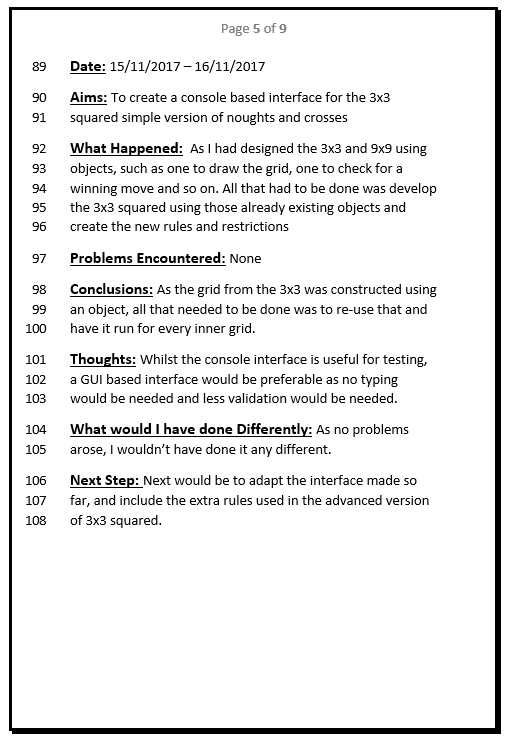 Page 5 of 9
89 Date: 15/11/2017 – 16/11/2017
90 Aims: To create a console based interface for the 3x3
91 squared simple version of noughts and crosses
92 What Happened: As I had designed the 3x3 and 9x9 using
93 objects, such as one to draw the grid, one to check for a
94 winning move and so on. All that had to be done was develop
95 the 3x3 squared using those already existing objects and
96 create the new rules and restrictions
97 Problems Encountered: None
98 Conclusions: As the grid from the 3x3 was constructed using
99 an object, all that needed to be done was to re-use that and
100 have it run for every inner grid.
101 Thoughts: Whilst the console interface is useful for testing,
102 a GUI based interface would be preferable as no typing
103 would be needed and less validation would be needed.
104 What would I have done Differently: As no problems
105 arose, I wouldn't have done it any different.
106 Next Step: Next would be to adapt the interface made so
107 far, and include the extra rules used in the advanced version
108 of 3x3 squared.